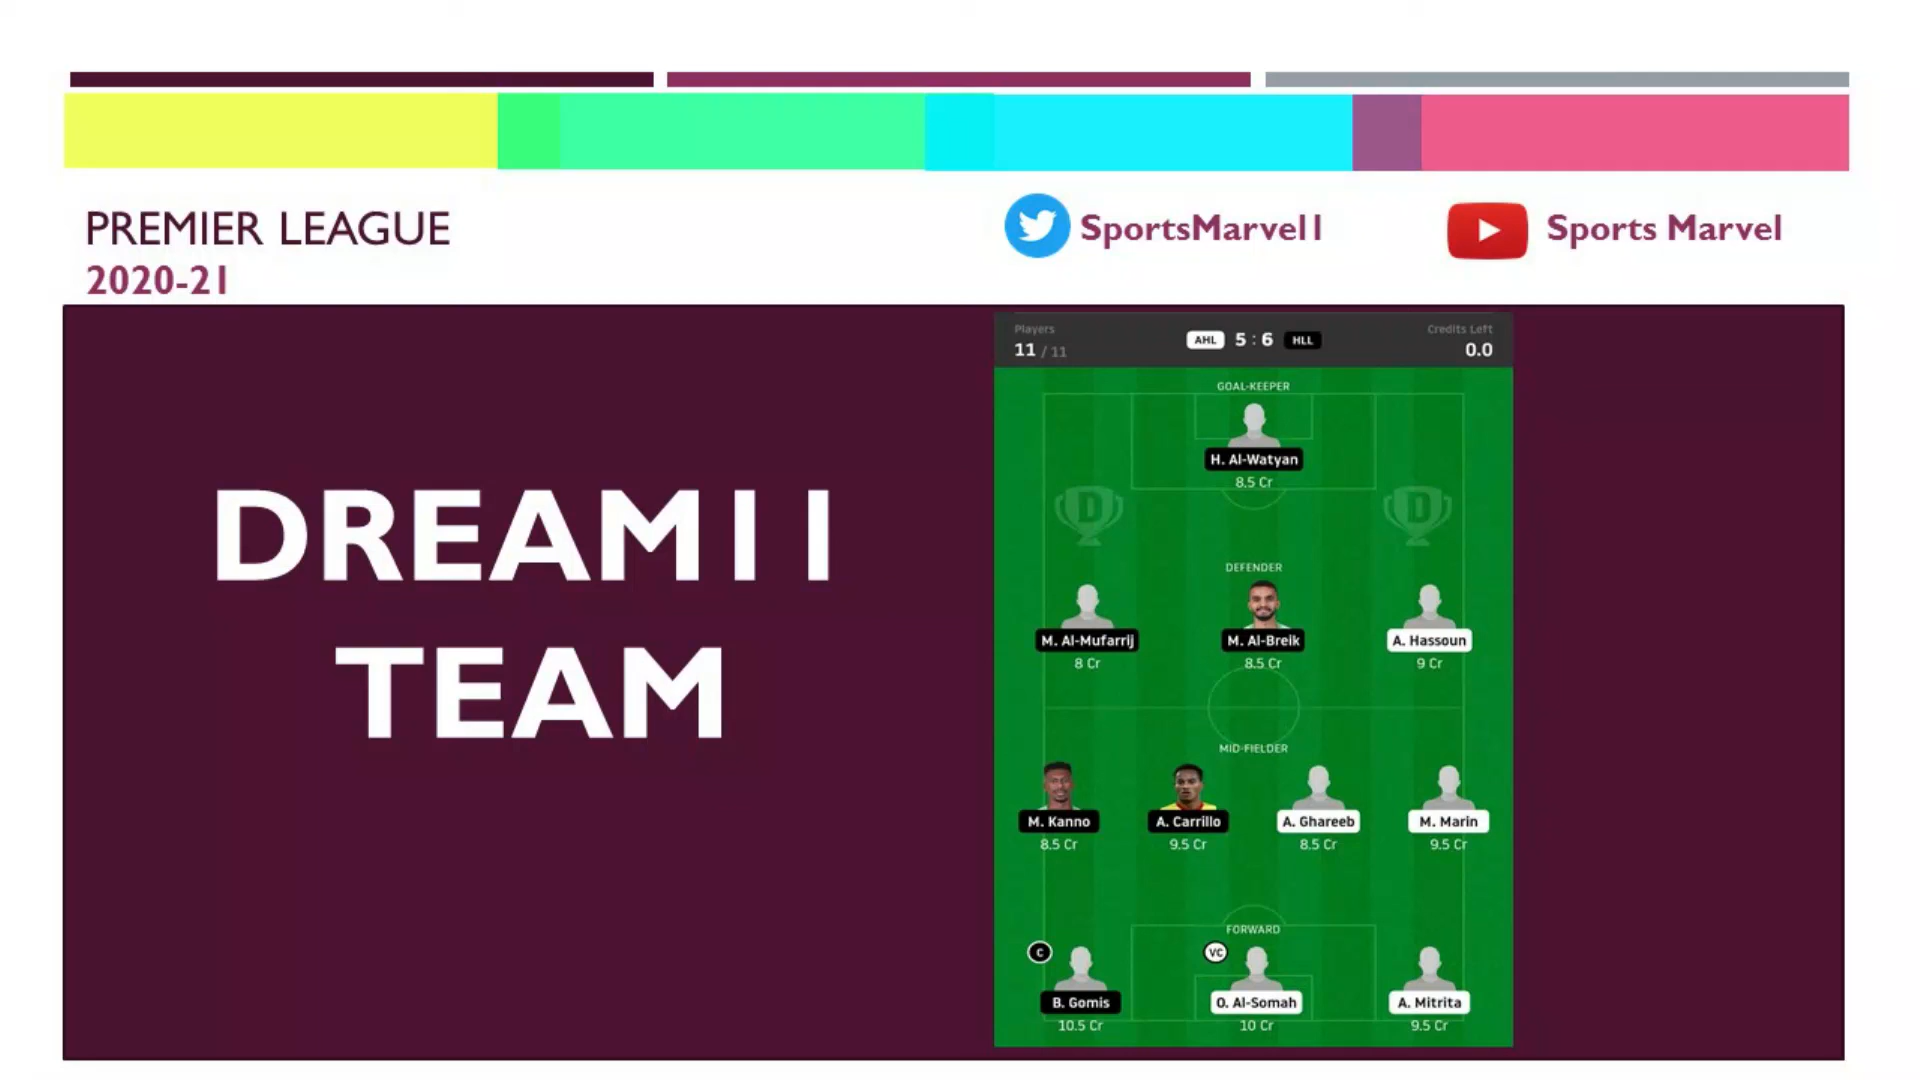 PREMIER LEAGUE
2020-21
SportsMarvel1
Sports Marvel
DREAM11
TEAM
Players
11 / 11
AHL 5 : 6 HLL
Credits Left
0.0
GOAL-KEEPER
H. Al-Watyan
8.5 Cr
D D
DEFENDER
M. Al-Mufarrij M. Al-Breik A. Hassoun
8 Cr 8.5 Cr 9 Cr
MID-FIELDER
M. Kanno A. Carrillo A. Ghareeb M. Marin
8.5 Cr 9.5 Cr 8.5 Cr 9.5 Cr
FORWARD
C VC
B. Gomis O. Al-Somah A. Mitrita
10.5 Cr 10 Cr 9.5 Cr